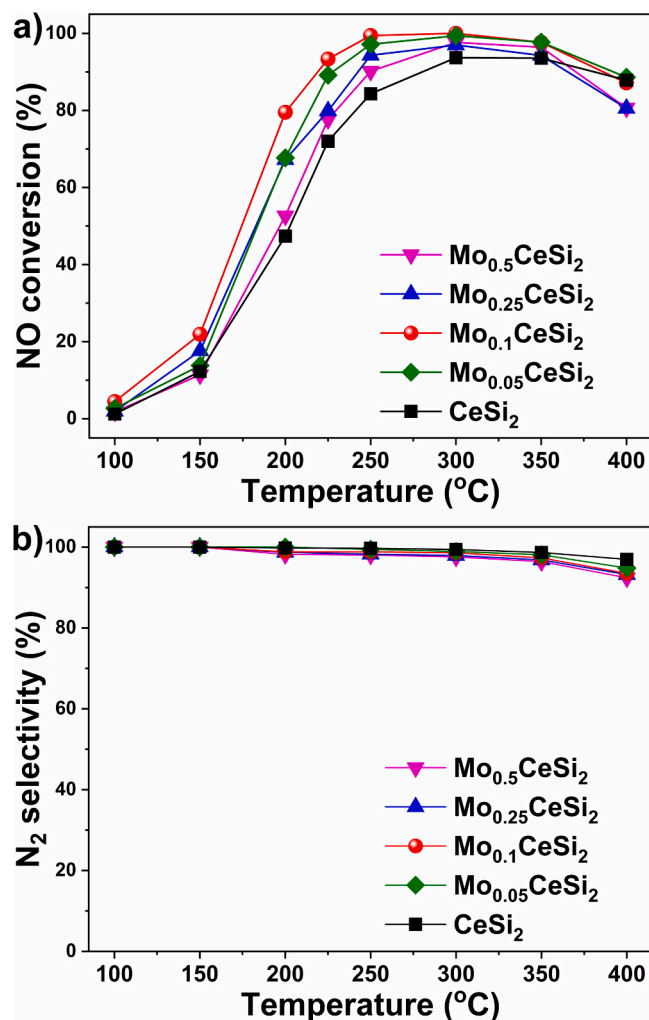 a)
NO conversion (%)
100
80
60
40
20
0
Mo₀.₅CeSi₂
Mo₀.₂₅CeSi₂
Mo₀.₁CeSi₂
Mo₀.₀₅CeSi₂
CeSi₂
100 150 200 250 300 350 400
Temperature (°C)
b)
N₂ selectivity (%)
100
80
60
40
20
0
Mo₀.₅CeSi₂
Mo₀.₂₅CeSi₂
Mo₀.₁CeSi₂
Mo₀.₀₅CeSi₂
CeSi₂
100 150 200 250 300 350 400
Temperature (°C)